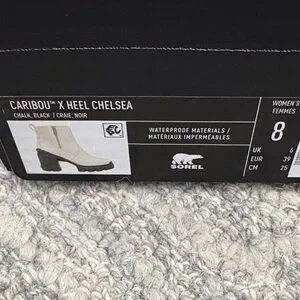 CARIBOU™ X HEEL CHELSEA
CHALK, BLACK / CRAIE, NOIR
WATERPROOF MATERIALS /
MATÉRIAUX IMPERMÉABLES
SOREL
WOMEN'S
FEMMES
8
UK 6
EUR 39
CM 25